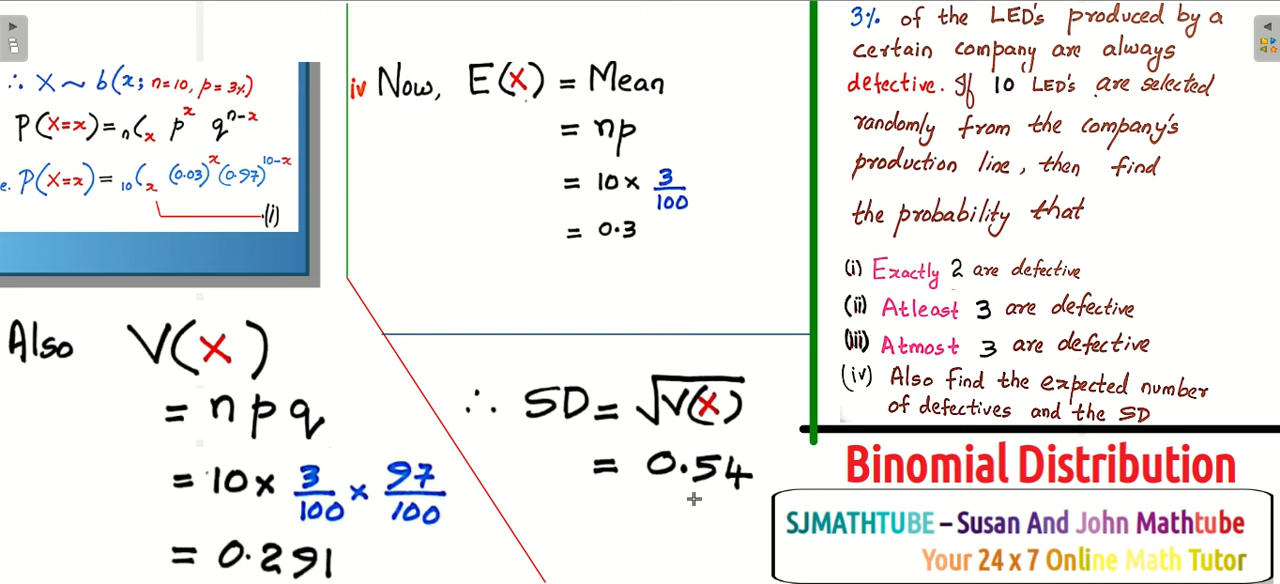 ∴ X ~ b(x; n=10, p=3%)
P(X=x) = nCx p^x q^n-x
e. P(X=x) = 10Cx (0.03)^x (0.97)^10-x
(i)
iv Now, E(X) = Mean
= np
= 10 × 3/100
= 0.3
Also V(X)
= npq
= 10 × 3/100 × 97/100
= 0.291
∴ SD = √V(X)
= 0.54
3% of the LED's produced by a
certain company are always
defective. If 10 LED's are selected
randomly from the company's
production line, then find
the probability that
(i) Exactly 2 are defective
(ii) Atleast 3 are defective
(iii) Atmost 3 are defective
(iv) Also find the expected number
of defectives and the SD
Binomial Distribution
SJMATHTUBE – Susan And John Mathtube
Your 24 x 7 Online Math Tutor